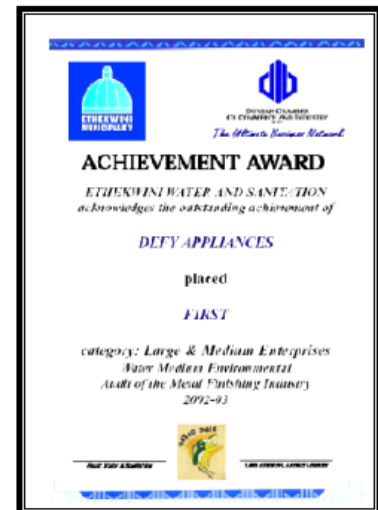 ETHEKWINI
MUNICIPALITY
DURBAN CHAMBER
OF COMMERCE AND INDUSTRY
The Ultimate Business Network
ACHIEVEMENT AWARD
ETHEKWINI WATER AND SANITATION
acknowledges the outstanding achievement of
DEFY APPLIANCES
placed
FIRST
category: Large & Medium Enterprises
Water Medium Environmental
Audit of the Metal Finishing Industry
2002-03